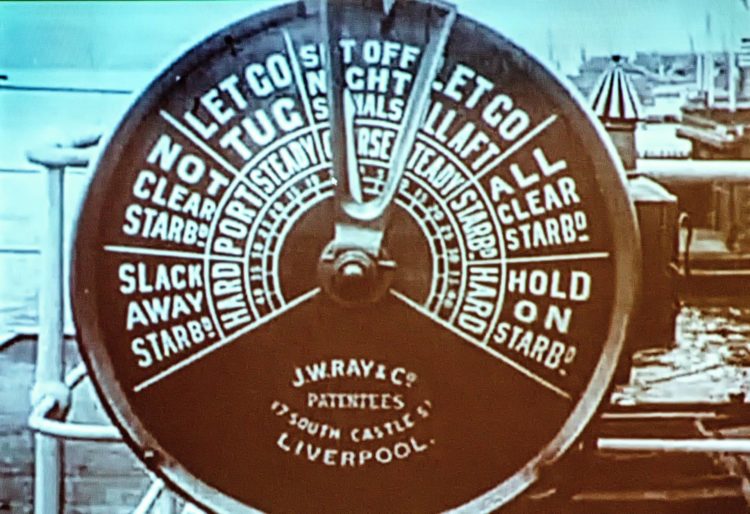 LET GO
TUG
OFF
NIGHT
SIGNALS
LET GO
ALL AFT
NOT
CLEAR
STARBD
ALL
CLEAR
STARBD
SLACK
AWAY
STARBD
HOLD
ON
STARBD
HARD PORT STEADY COURSE STEADY STARBD HARD
J.W.RAY & Co
PATENTEES
17 SOUTH CASTLE St
LIVERPOOL.